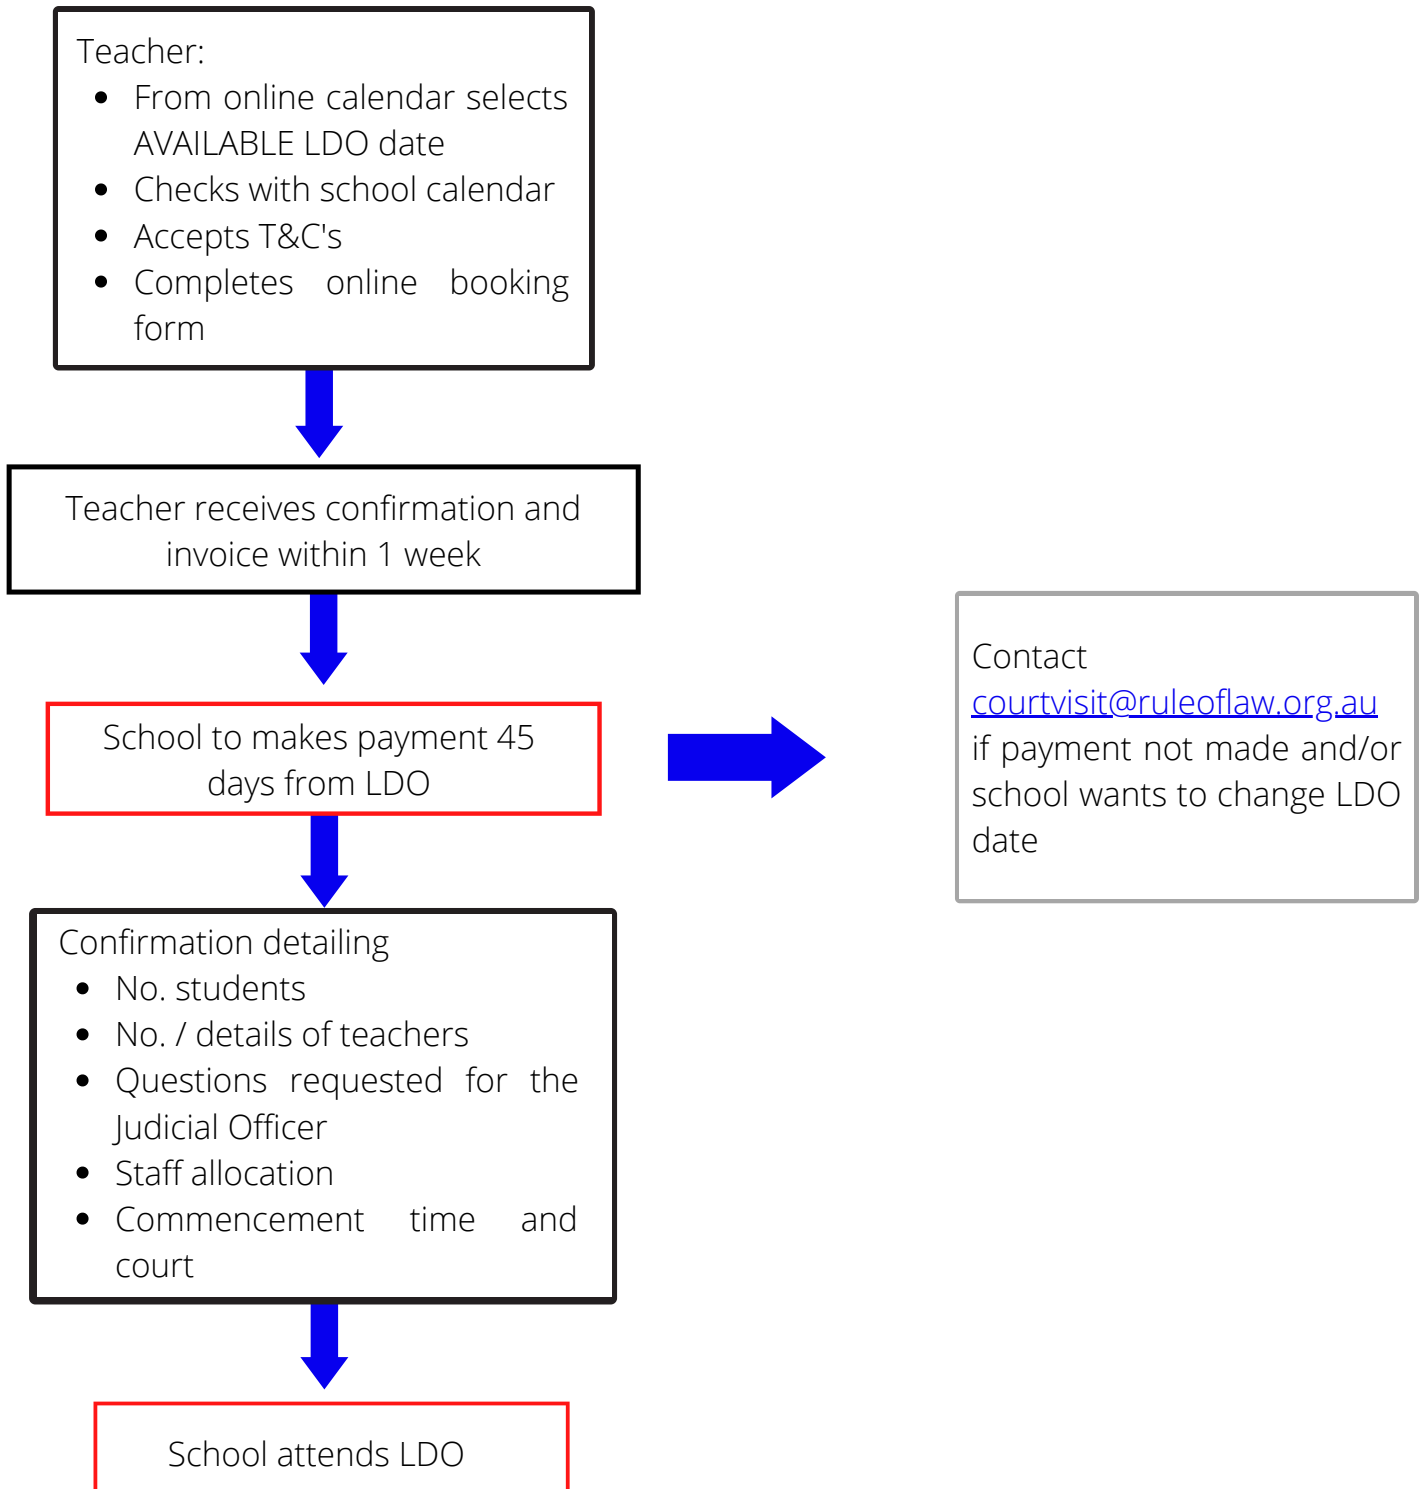 Teacher:
• From online calendar selects
AVAILABLE LDO date
• Checks with school calendar
• Accepts T&C's
• Completes online booking
form
Teacher receives confirmation and
invoice within 1 week
School to makes payment 45
days from LDO
Contact
courtvisit@ruleoflaw.org.au
if payment not made and/or
school wants to change LDO
date
Confirmation detailing
• No. students
• No. / details of teachers
• Questions requested for the
Judicial Officer
• Staff allocation
• Commencement time and
court
School attends LDO